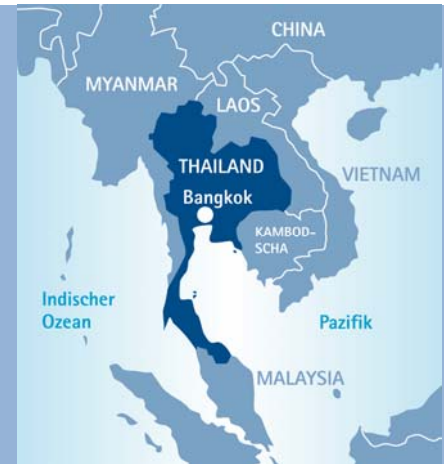 CHINA
MYANMAR
LAOS
THAILAND
VIETNAM
Bangkok
KAMBOD-
SCHA
Indischer
Ozean
Pazifik
MALAYSIA